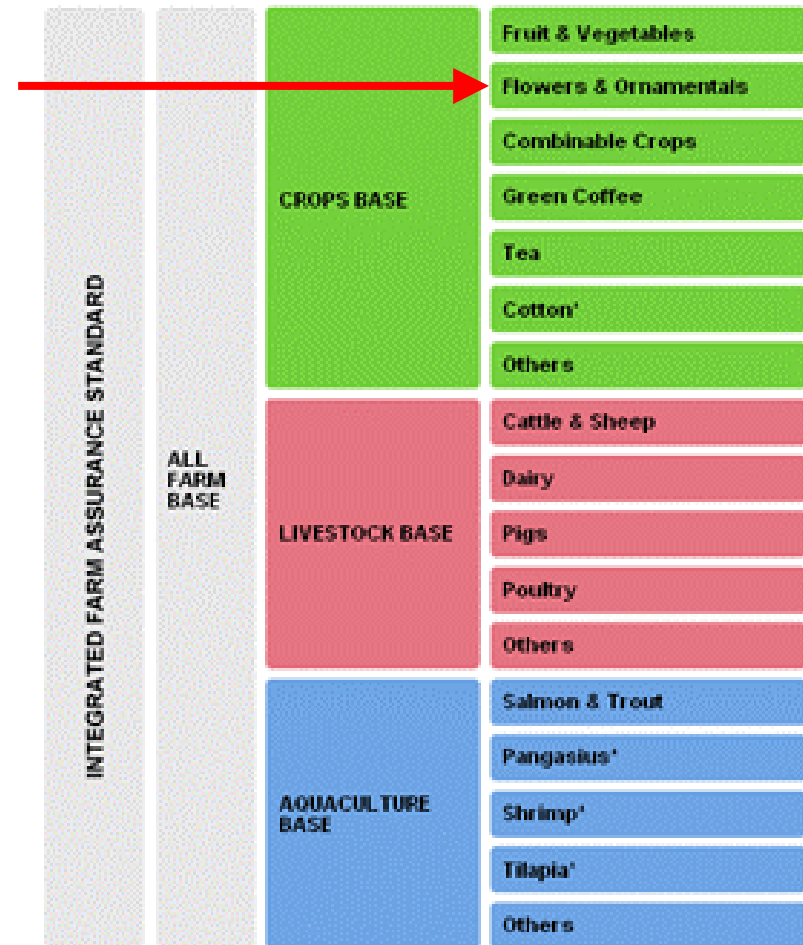 INTEGRATED FARM ASSURANCE STANDARD
ALL
FARM
BASE
CROPS BASE
Fruit & Vegetables
Flowers & Ornamentals
Combinable Crops
Green Coffee
Tea
Cotton*
Others
LIVESTOCK BASE
Cattle & Sheep
Dairy
Pigs
Poultry
Others
AQUACULTURE
BASE
Salmon & Trout
Pangasius*
Shrimp*
Tilapia*
Others